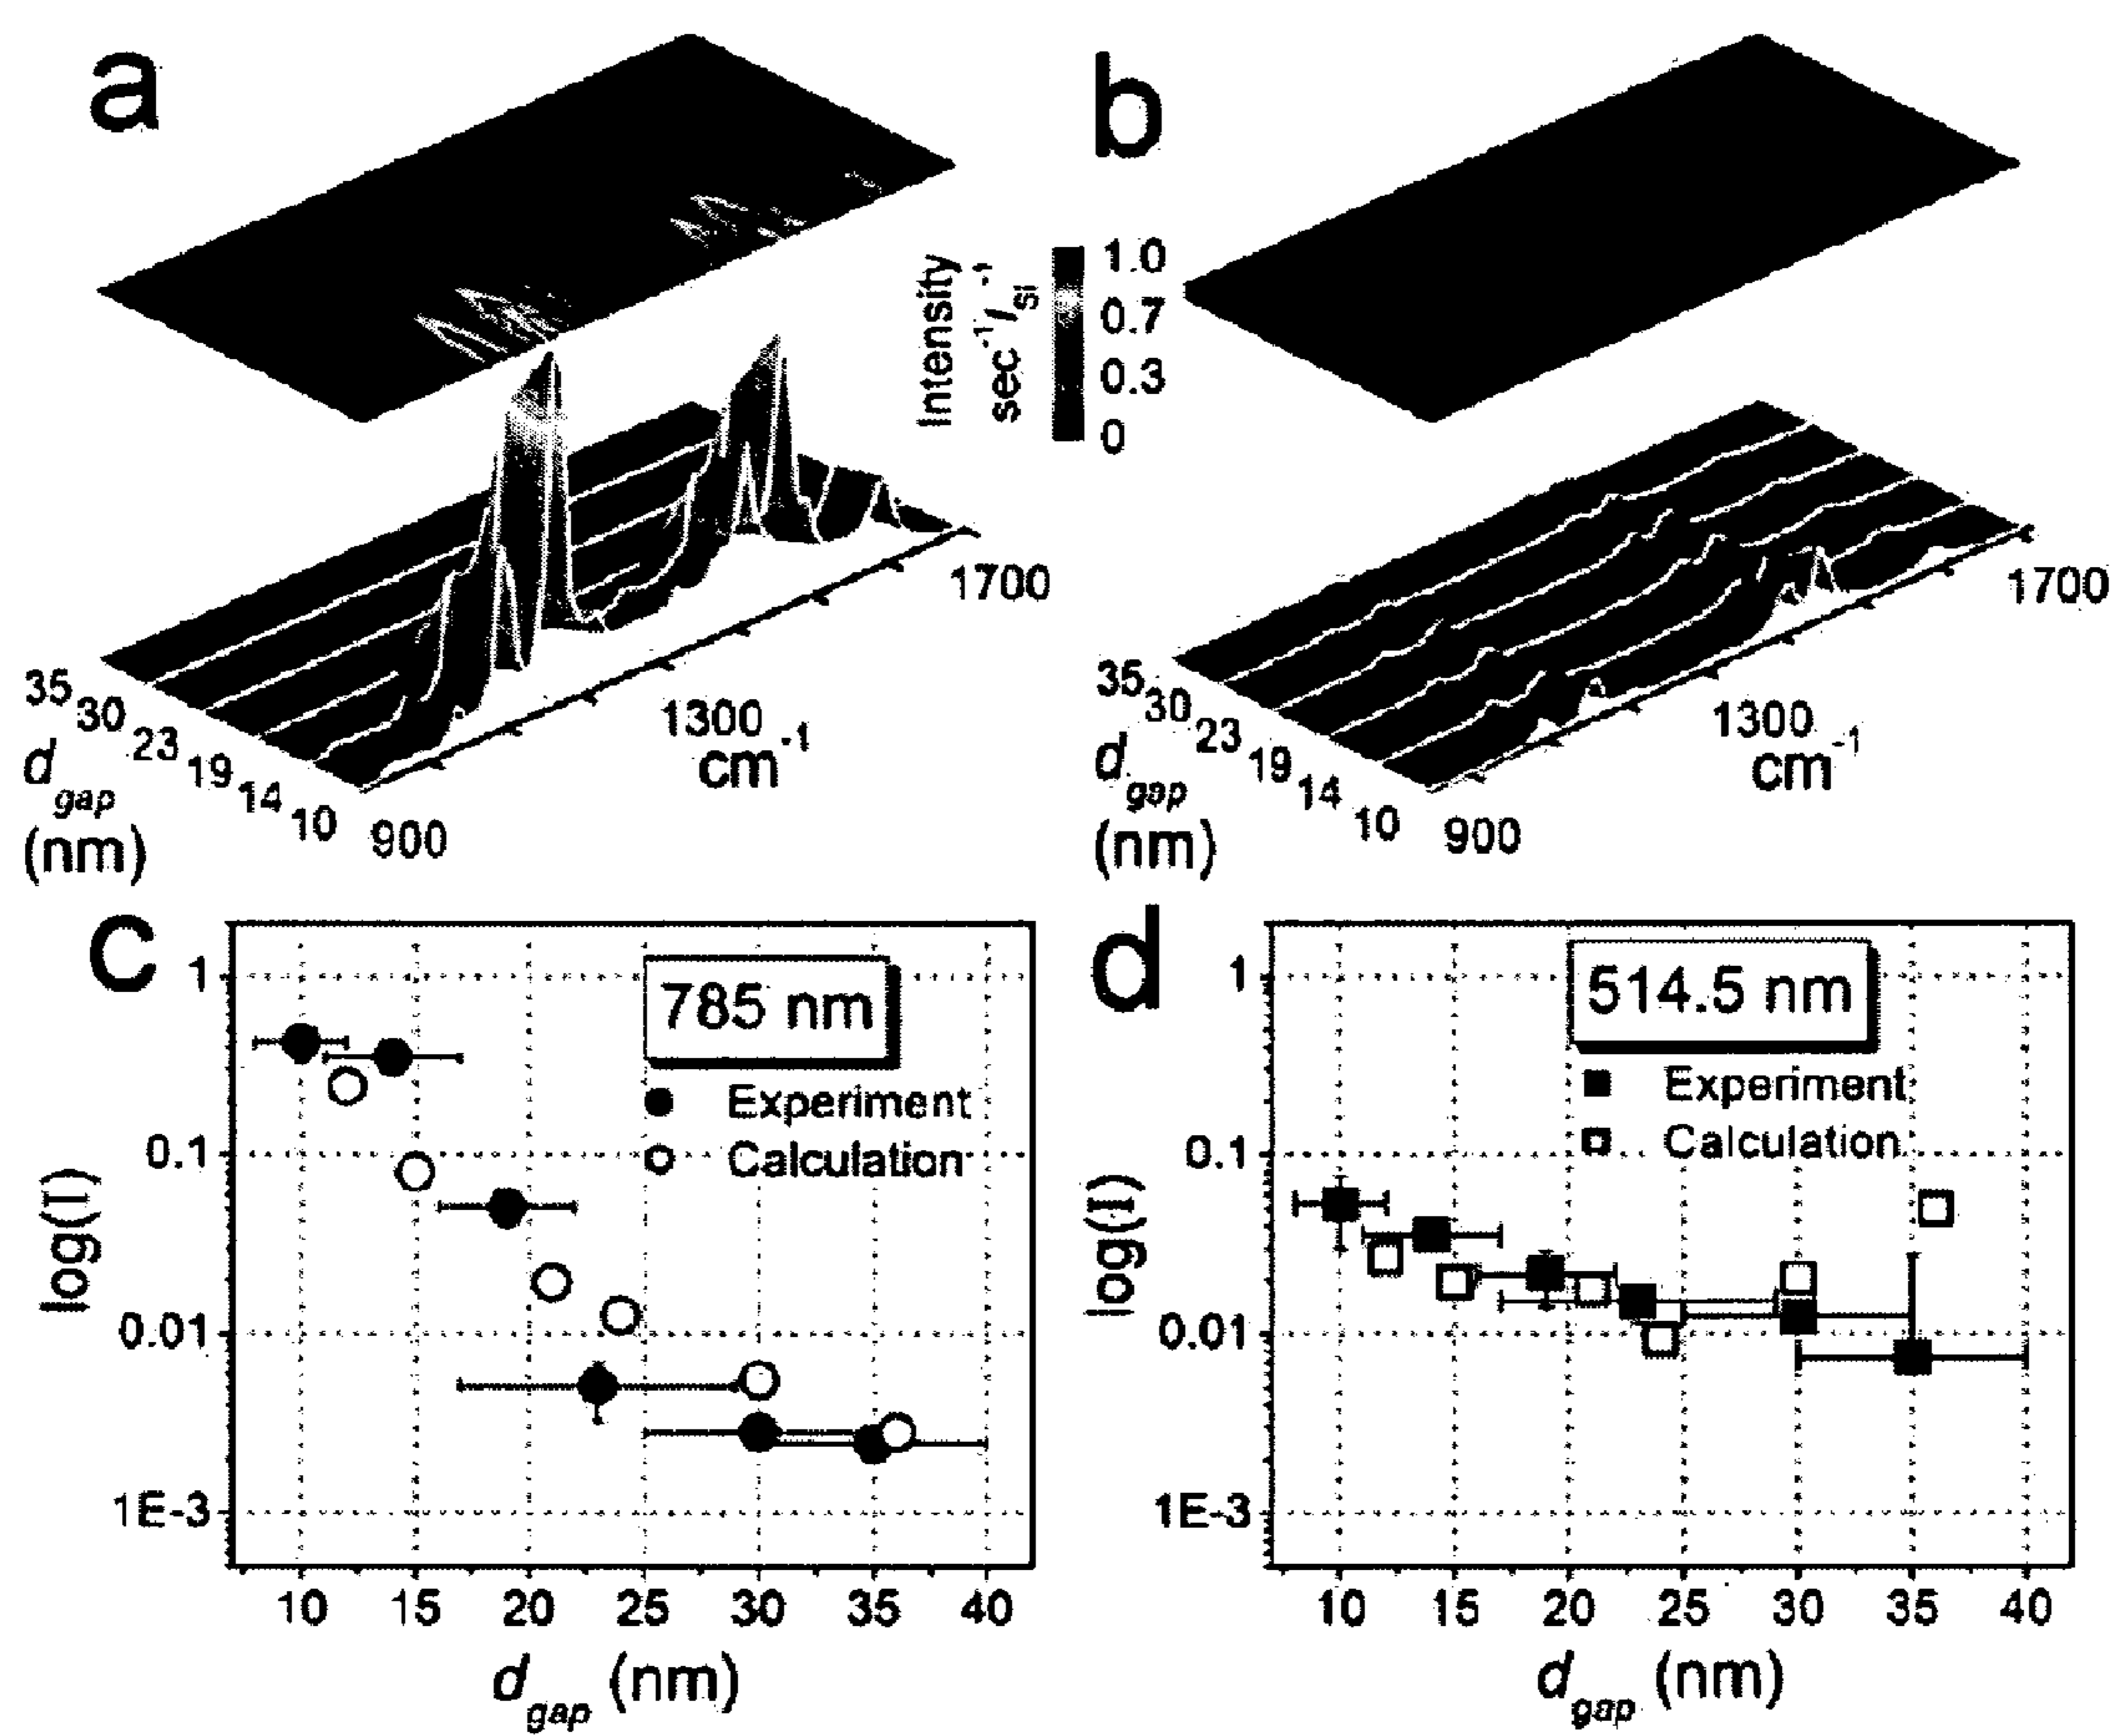 a
b
Intensity
sec⁻¹I_Si⁻¹
1.0
0.7
0.3
0
35
30
23
19
14
10
d_gap
(nm)
900
1300
1700
cm⁻¹
35
30
23
19
14
10
d_gap
(nm)
900
1300
1700
cm⁻¹
c
785 nm
Experiment
Calculation
log(I)
1
0.1
0.01
1E-3
10 15 20 25 30 35 40
d_gap (nm)
d
514.5 nm
Experiment
Calculation
log(I)
1
0.1
0.01
1E-3
10 15 20 25 30 35 40
d_gap (nm)